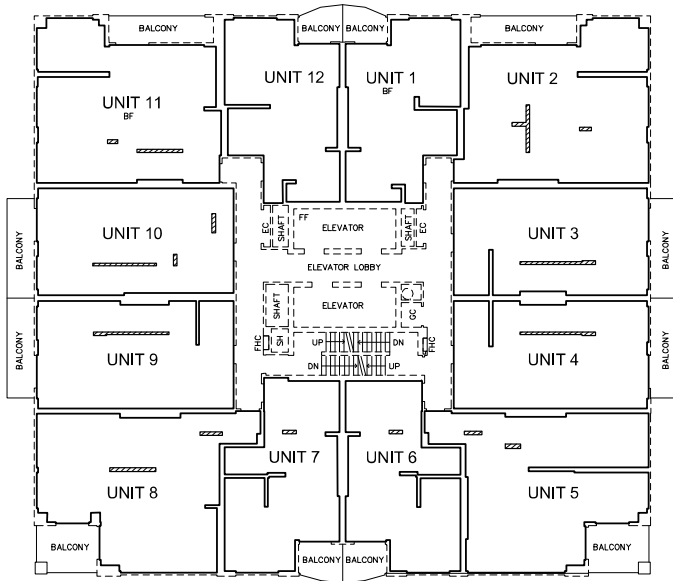 BALCONY
BALCONY
BALCONY
BALCONY
UNIT 11
BF
UNIT 12
UNIT 1
BF
UNIT 2
UNIT 10
EC
SHAFT
FF
ELEVATOR
SHAFT
EC
UNIT 3
BALCONY
BALCONY
ELEVATOR LOBBY
SHAFT
ELEVATOR
GC
UNIT 9
FHC
SH
UP
DN
FHC
UNIT 4
BALCONY
BALCONY
DN
UP
UNIT 8
UNIT 7
UNIT 6
UNIT 5
BALCONY
BALCONY
BALCONY
BALCONY